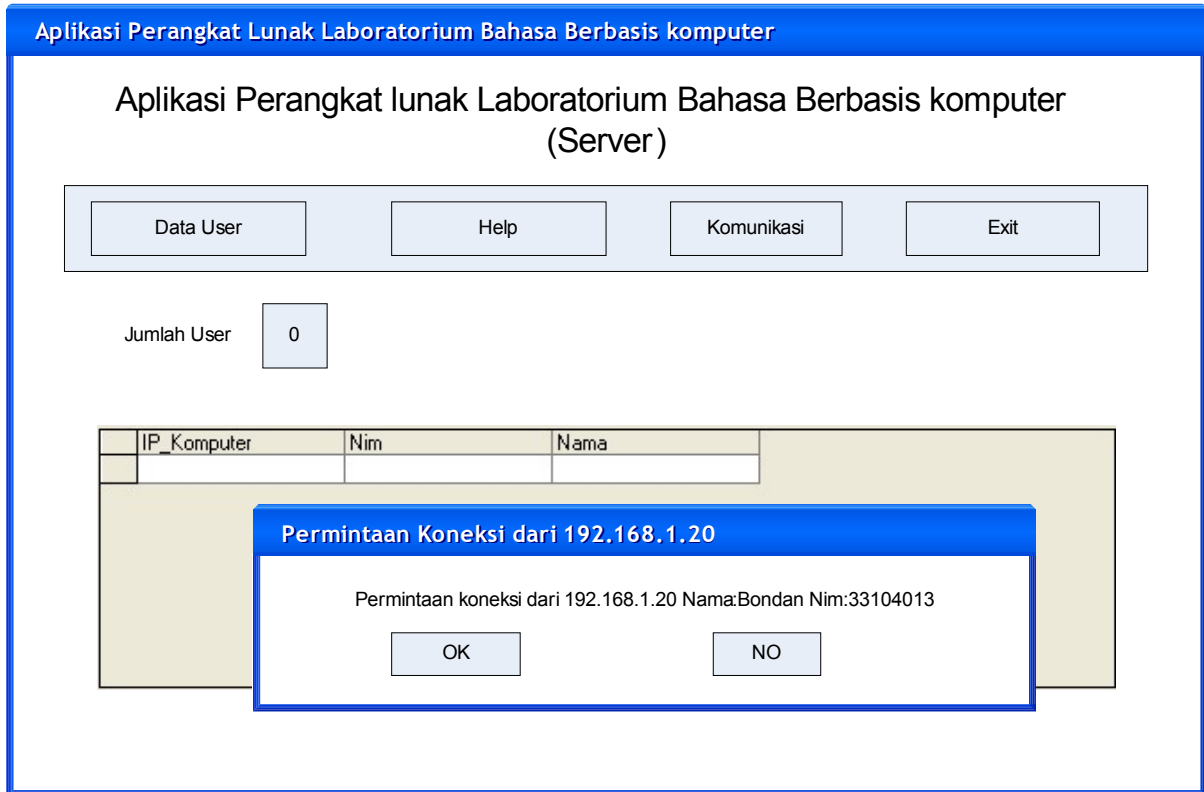 Aplikasi Perangkat Lunak Laboratorium Bahasa Berbasis komputer
Aplikasi Perangkat lunak Laboratorium Bahasa Berbasis komputer
(Server)
Data User Help Komunikasi Exit
Jumlah User 0
IP_Komputer Nim Nama
Permintaan Koneksi dari 192.168.1.20
Permintaan koneksi dari 192.168.1.20 Nama:Bondan Nim:33104013
OK NO